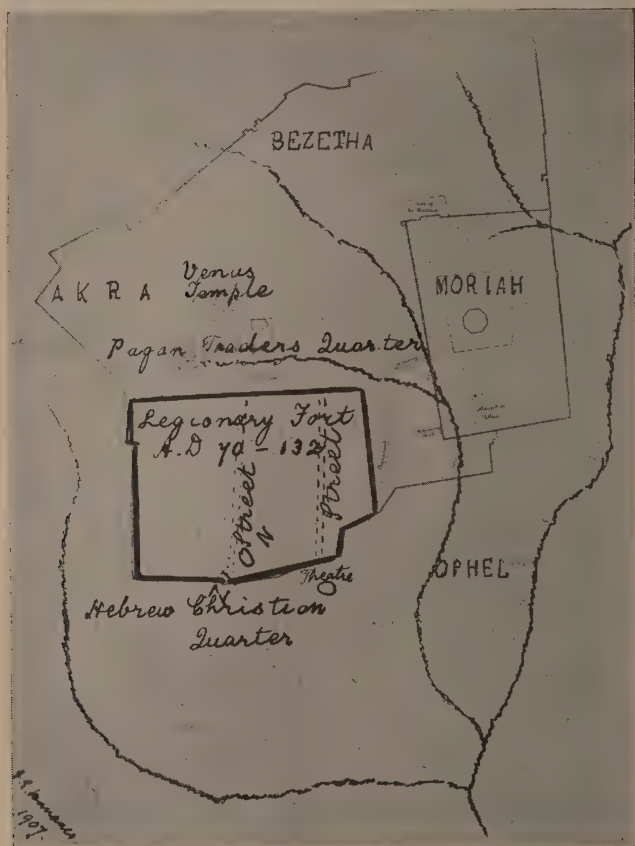 BEZETHA
Venus
Temple
AKRA
MORIAH
Pagan Traders Quarter
Legionary Fort
A.D 70 - 132
Street
Street
OPHEL
Theatre
Hebrew Christian
Quarter
1907.